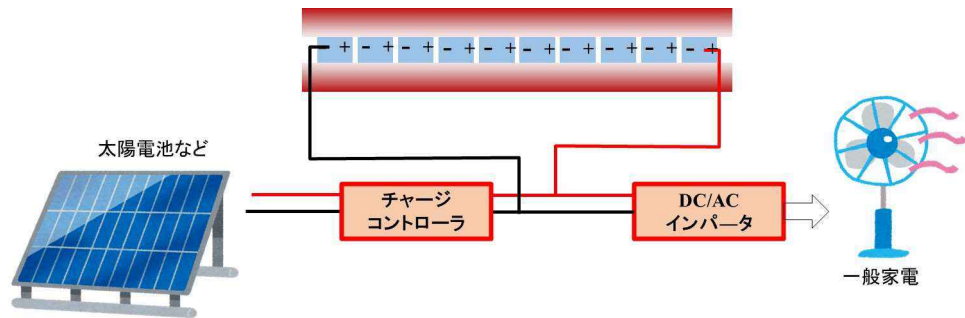 - + - + - + - + - + - + - + - + - + - +
太陽電池など
チャージ
コントローラ
DC/AC
インバータ
一般家電